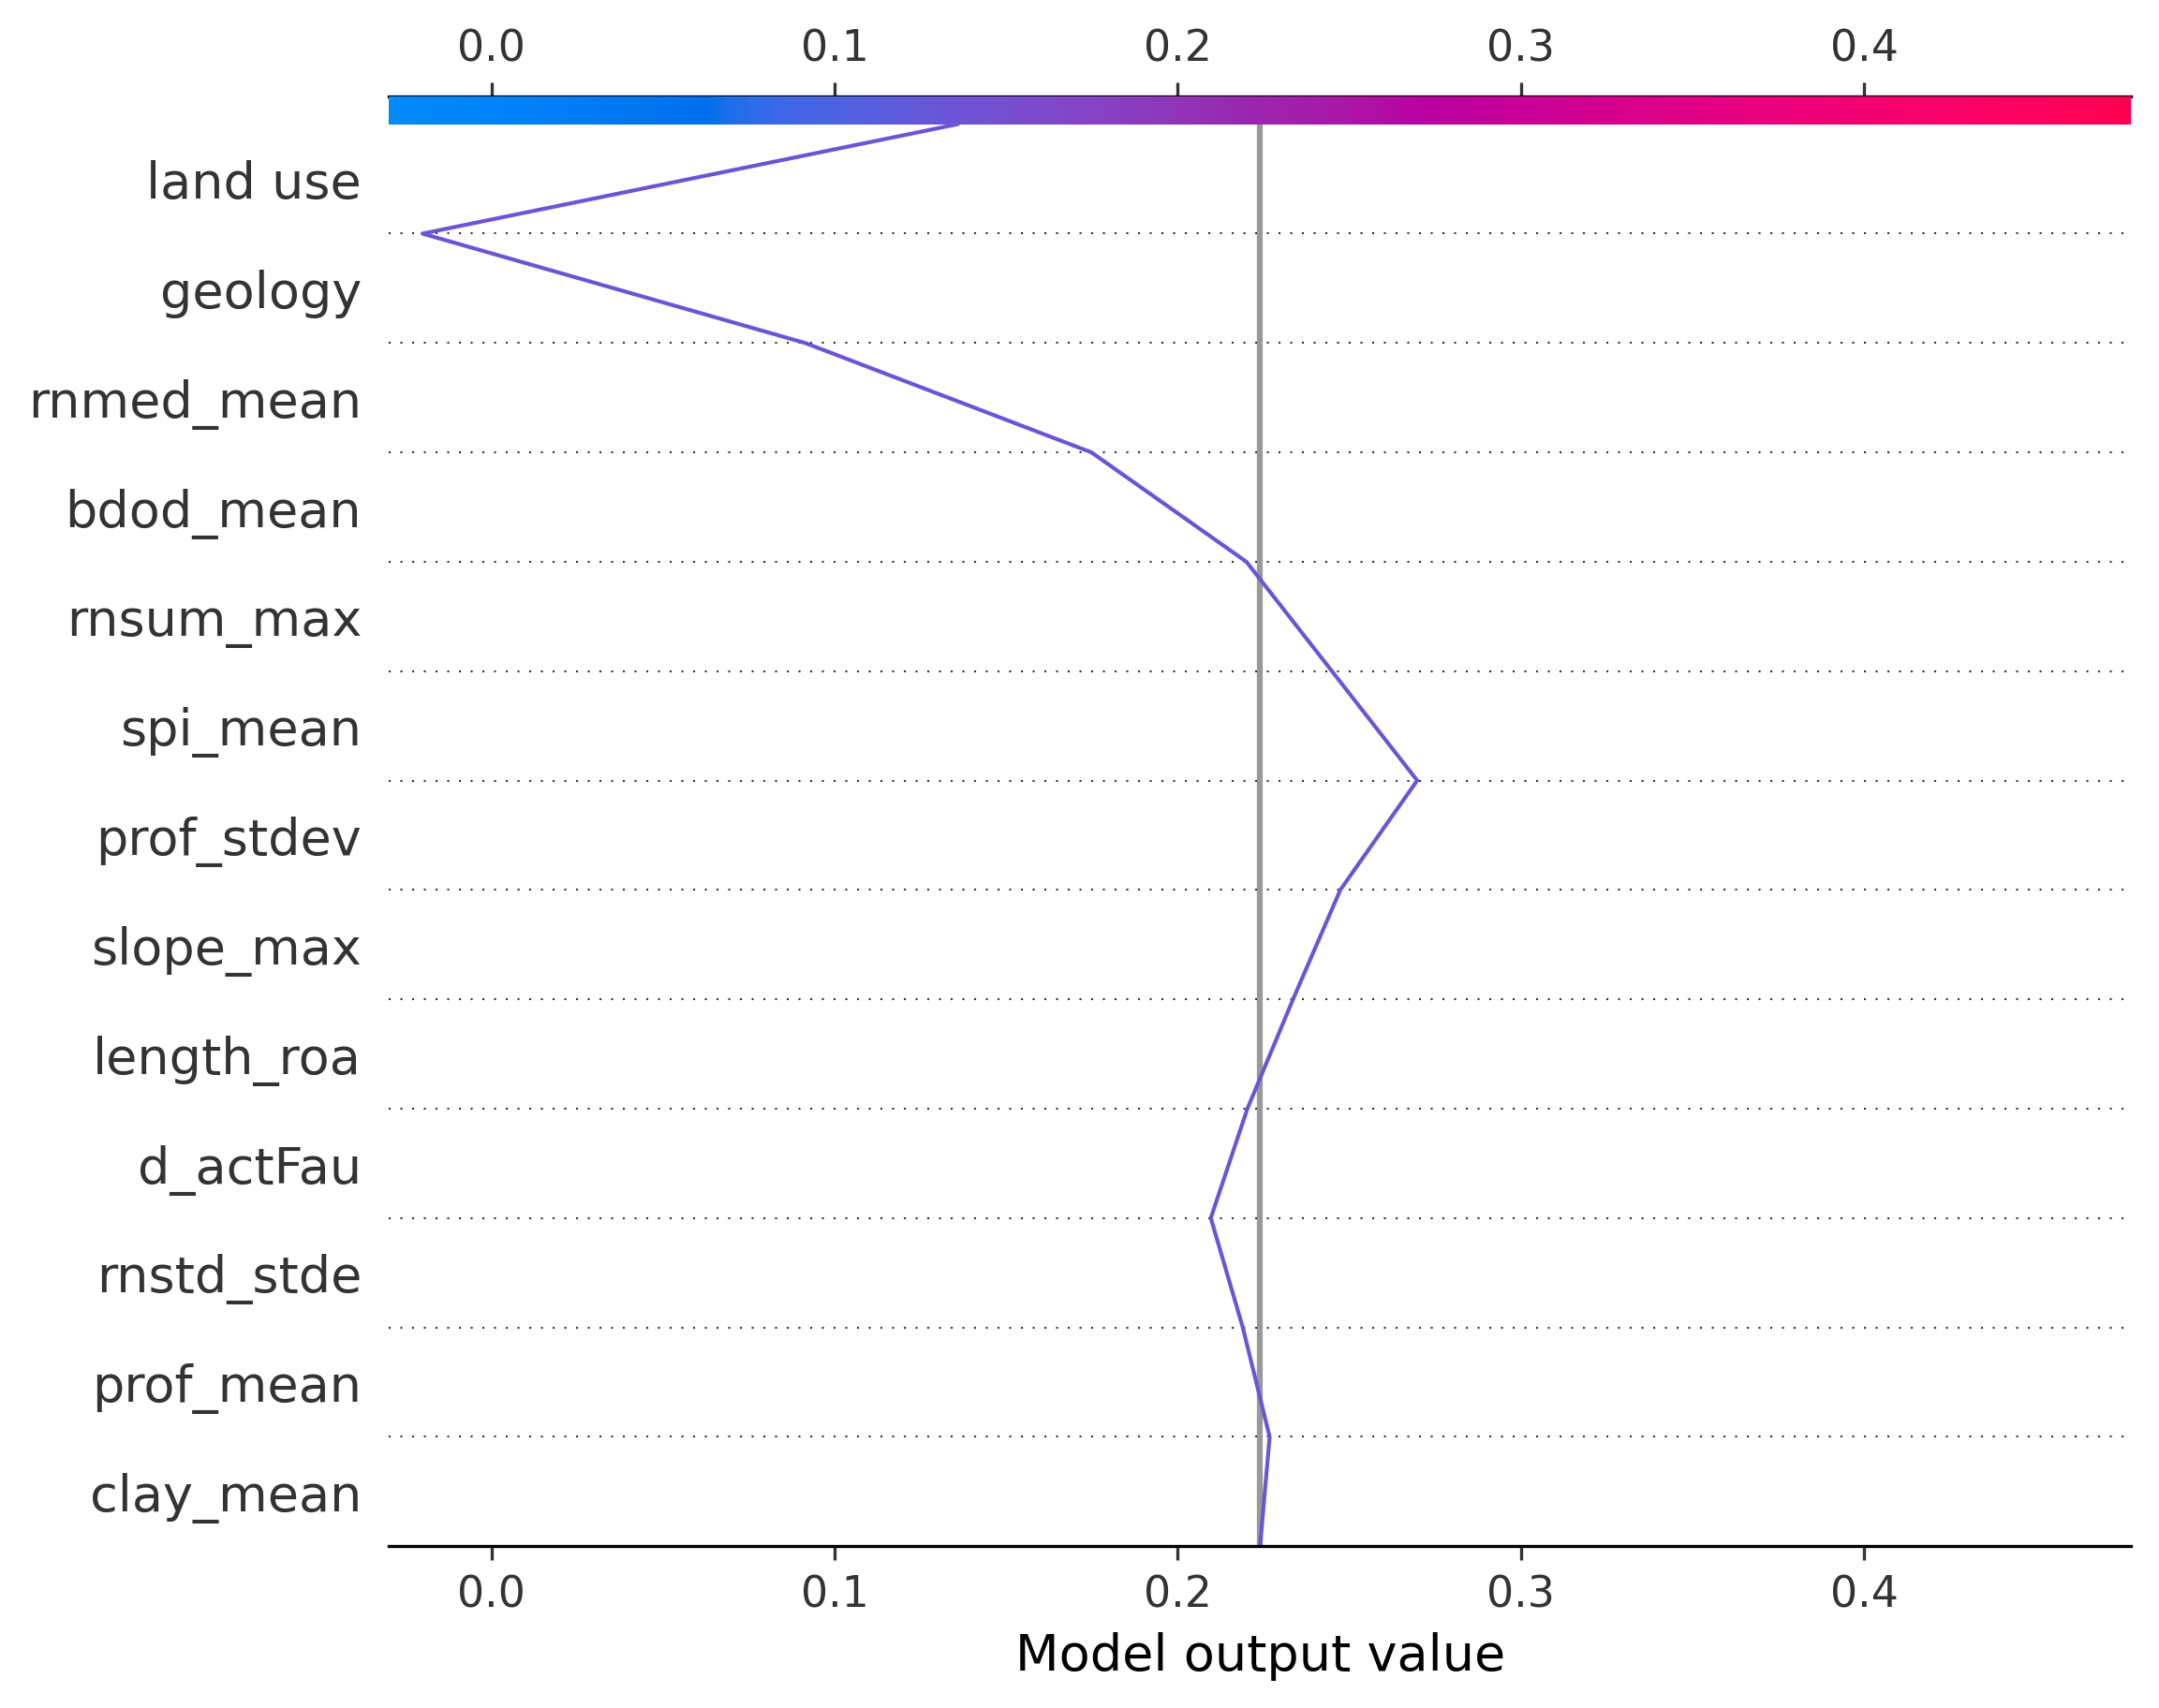 0.0 0.1 0.2 0.3 0.4
land use
geology
rnmed_mean
bdod_mean
rnsum_max
spi_mean
prof_stdev
slope_max
length_roa
d_actFau
rnstd_stde
prof_mean
clay_mean
0.0 0.1 0.2 0.3 0.4
Model output value